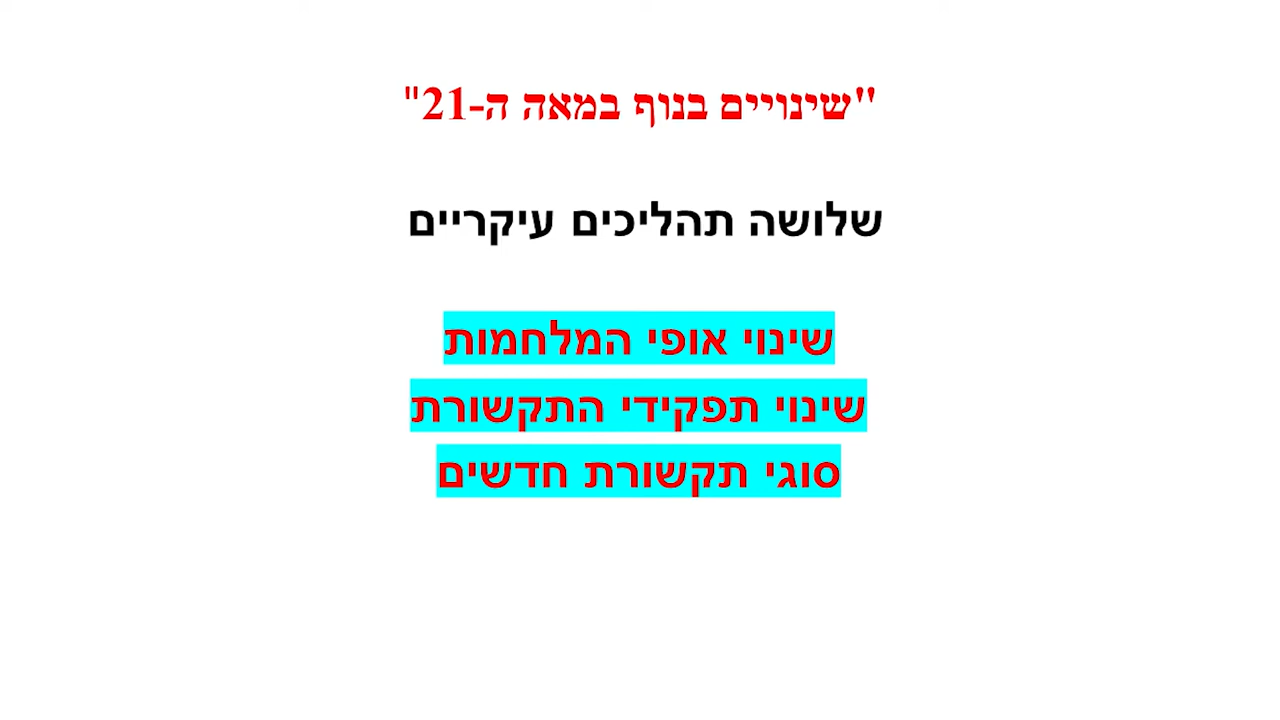 "שינויים בנוף במאה ה-21"
שלושה תהליכים עיקריים
שינוי אופי המלחמות
שינוי תפקידי התקשורת
סוגי תקשורת חדשים